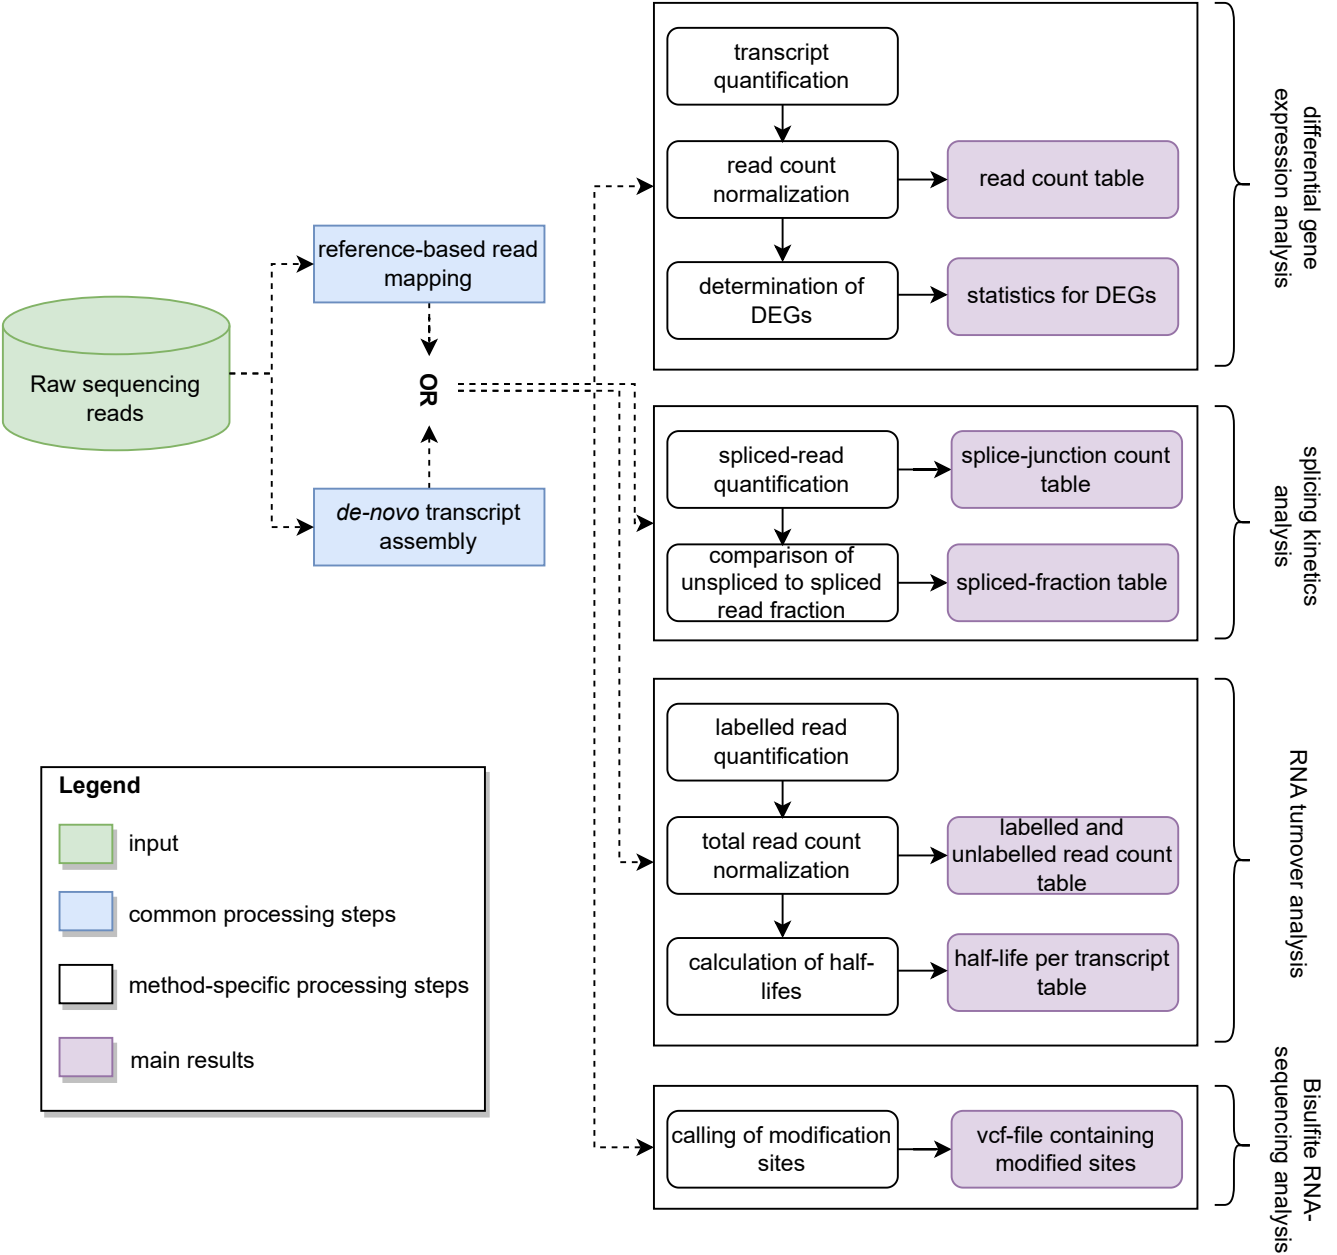 Raw sequencing
reads
reference-based read
mapping
OR
de-novo transcript
assembly
transcript
quantification
read count
normalization
read count table
determination of
DEGs
statistics for DEGs
differential gene
expression analysis
spliced-read
quantification
splice-junction count
table
comparison of
unspliced to spliced
read fraction
spliced-fraction table
splicing kinetics
analysis
labelled read
quantification
total read count
normalization
labelled and
unlabelled read count
table
calculation of half-
lifes
half-life per transcript
table
RNA turnover analysis
calling of modification
sites
vcf-file containing
modified sites
Bisulfite RNA-
sequencing analysis
Legend
input
common processing steps
method-specific processing steps
main results